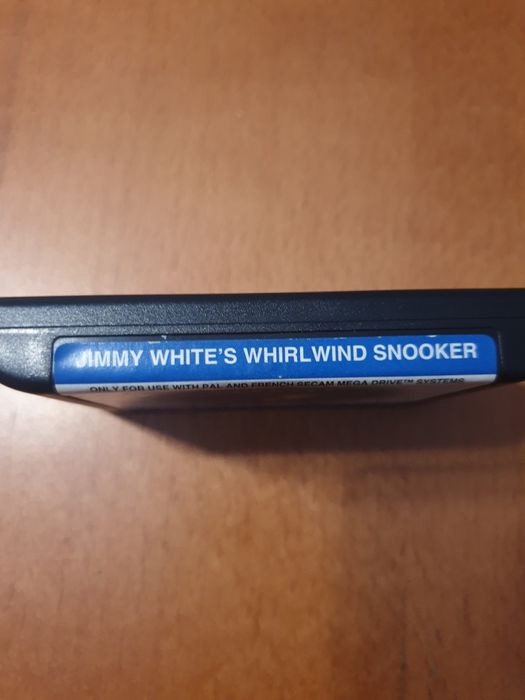 JIMMY WHITE'S WHIRLWIND SNOOKER
ONLY FOR USE WITH PAL AND FRENCH SECAM MEGA DRIVE™ SYSTEMS